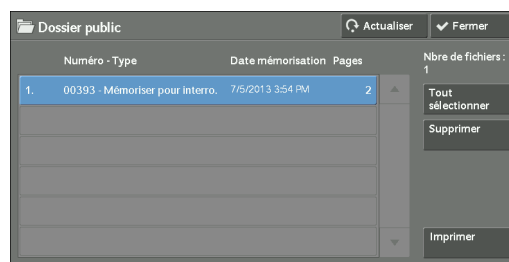 Dossier public
Actualiser
Fermer
Numéro - Type Date mémorisation Pages
Nbre de fichiers :
1
1. 00393 - Mémoriser pour interro. 7/5/2013 3:54 PM 2
Tout
sélectionner
Supprimer
Imprimer